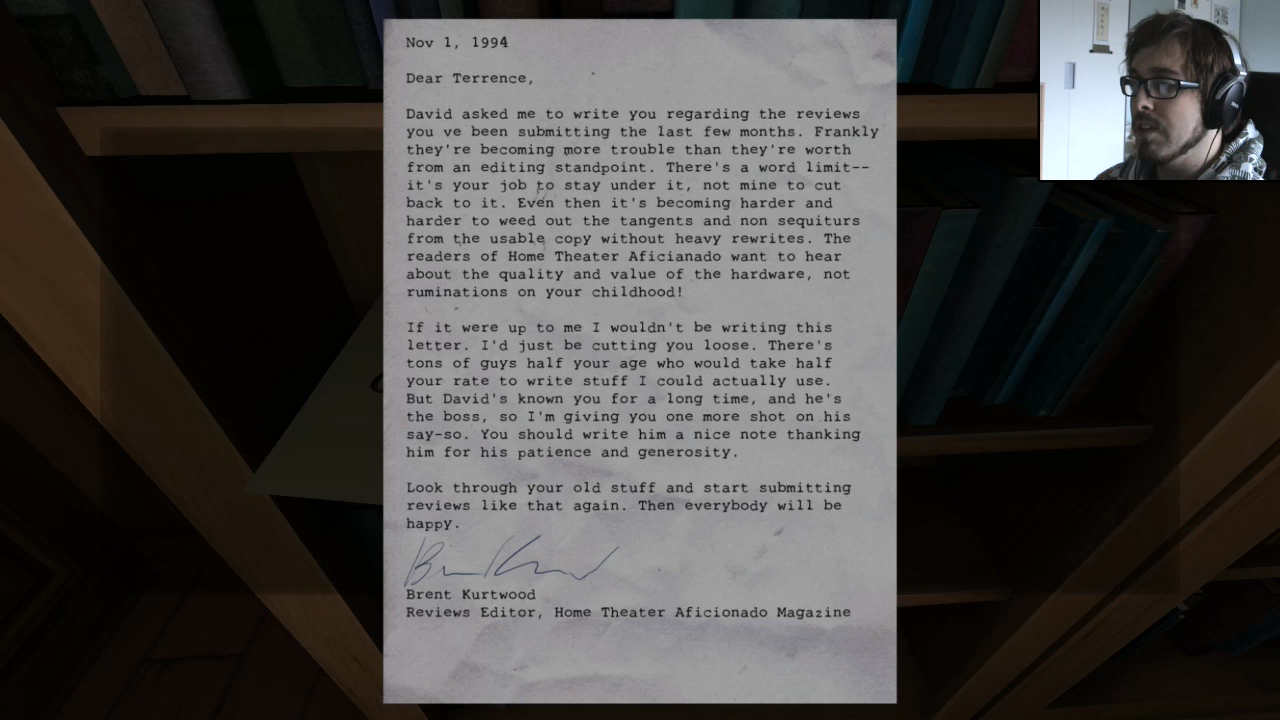 Nov 1, 1994
Dear Terrence,
David asked me to write you regarding the reviews
you ve been submitting the last few months. Frankly
they're becoming more trouble than they're worth
from an editing standpoint. There's a word limit--
it's your job to stay under it, not mine to cut
back to it. Even then it's becoming harder and
harder to weed out the tangents and non sequiturs
from the usable copy without heavy rewrites. The
readers of Home Theater Aficianado want to hear
about the quality and value of the hardware, not
ruminations on your childhood!
If it were up to me I wouldn't be writing this
letter. I'd just be cutting you loose. There's
tons of guys half your age who would take half
your rate to write stuff I could actually use.
But David's known you for a long time, and he's
the boss, so I'm giving you one more shot on his
say-so. You should write him a nice note thanking
him for his patience and generosity.
Look through your old stuff and start submitting
reviews like that again. Then everybody will be
happy.
Brent Kurtwood
Reviews Editor, Home Theater Aficionado Magazine